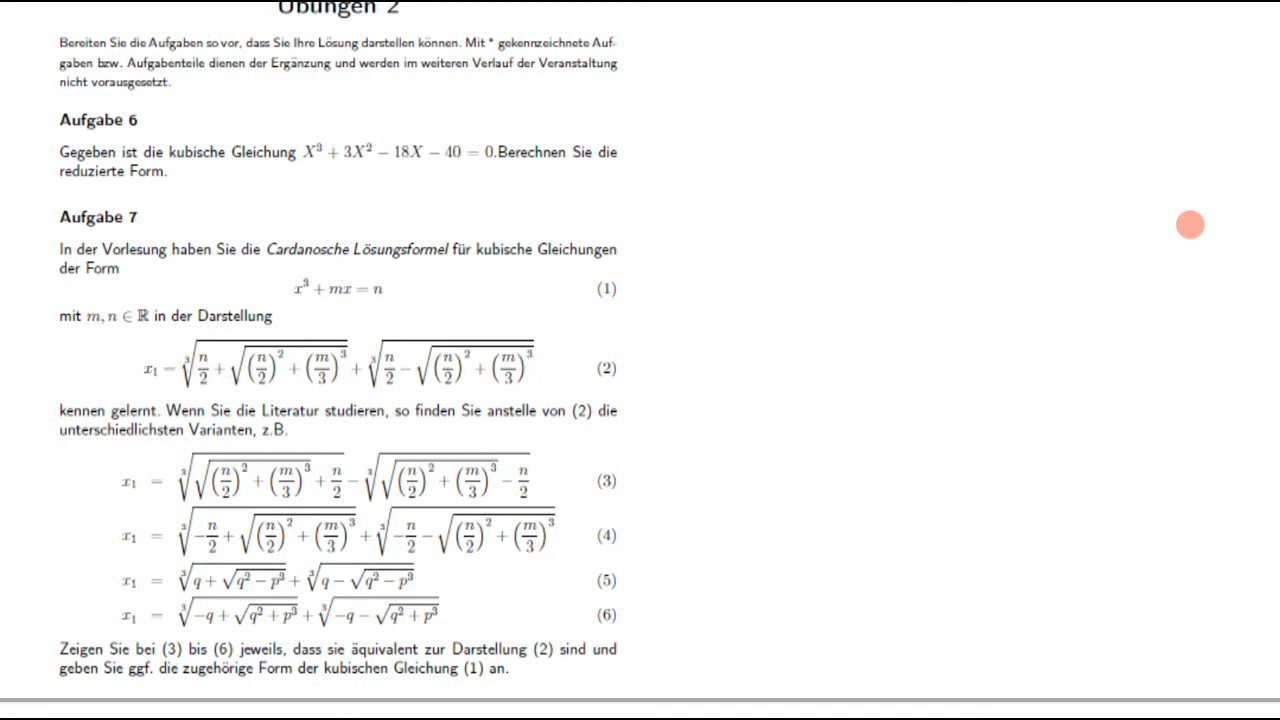 Übungen 2
Bereiten Sie die Aufgaben so vor, dass Sie Ihre Lösung darstellen können. Mit * gekennzeichnete Auf-
gaben bzw. Aufgabenteile dienen der Ergänzung und werden im weiteren Verlauf der Veranstaltung
nicht vorausgesetzt.
Aufgabe 6
Gegeben ist die kubische Gleichung X³ + 3X² − 18X − 40 = 0.Berechnen Sie die
reduzierte Form.
Aufgabe 7
In der Vorlesung haben Sie die Cardanosche Lösungsformel für kubische Gleichungen
der Form
x³ + mx = n (1)
mit m, n ∈ ℝ in der Darstellung
x₁ = ∛(n/2 + √((n/2)² + (m/3)³)) + ∛(n/2 − √((n/2)² + (m/3)³)) (2)
kennen gelernt. Wenn Sie die Literatur studieren, so finden Sie anstelle von (2) die
unterschiedlichsten Varianten, z.B.
x₁ = ∛(√((n/2)² + (m/3)³) + n/2) − ∛(√((n/2)² + (m/3)³) − n/2) (3)
x₁ = ∛(−n/2 + √((n/2)² + (m/3)³)) + ∛(−n/2 − √((n/2)² + (m/3)³)) (4)
x₁ = ∛(q + √(q² − p³)) + ∛(q − √(q² − p³)) (5)
x₁ = ∛(−q + √(q² + p³)) + ∛(−q − √(q² + p³)) (6)
Zeigen Sie bei (3) bis (6) jeweils, dass sie äquivalent zur Darstellung (2) sind und
geben Sie ggf. die zugehörige Form der kubischen Gleichung (1) an.